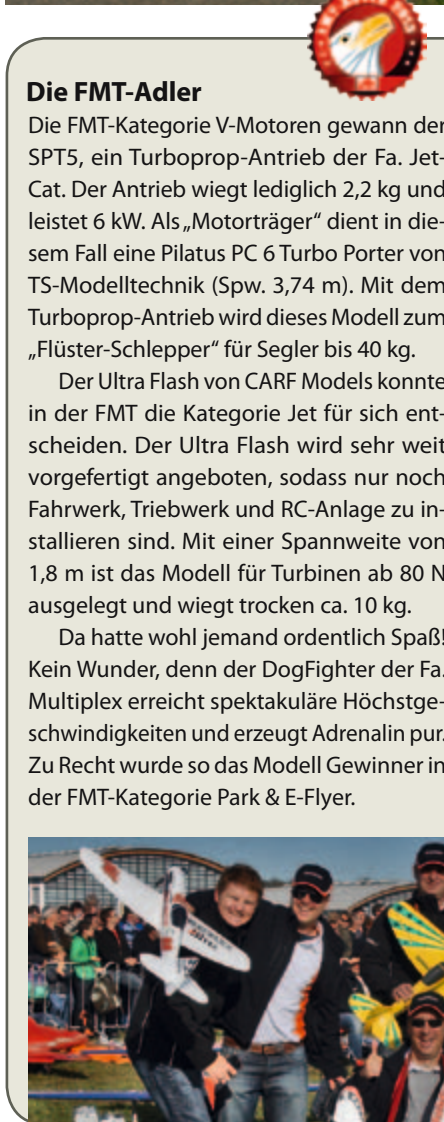 Die FMT-Adler
Die FMT-Kategorie V-Motoren gewann der
SPT5, ein Turboprop-Antrieb der Fa. Jet-
Cat. Der Antrieb wiegt lediglich 2,2 kg und
leistet 6 kW. Als „Motorträger“ dient in die-
sem Fall eine Pilatus PC 6 Turbo Porter von
TS-Modelltechnik (Spw. 3,74 m). Mit dem
Turboprop-Antrieb wird dieses Modell zum
„Flüster-Schlepper“ für Segler bis 40 kg.
Der Ultra Flash von CARF Models konnte
in der FMT die Kategorie Jet für sich ent-
scheiden. Der Ultra Flash wird sehr weit
vorgefertigt angeboten, sodass nur noch
Fahrwerk, Triebwerk und RC-Anlage zu in-
stallieren sind. Mit einer Spannweite von
1,8 m ist das Modell für Turbinen ab 80 N
ausgelegt und wiegt trocken ca. 10 kg.
Da hatte wohl jemand ordentlich Spaß!
Kein Wunder, denn der DogFighter der Fa.
Multiplex erreicht spektakuläre Höchstge-
schwindigkeiten und erzeugt Adrenalin pur.
Zu Recht wurde so das Modell Gewinner in
der FMT-Kategorie Park & E-Flyer.